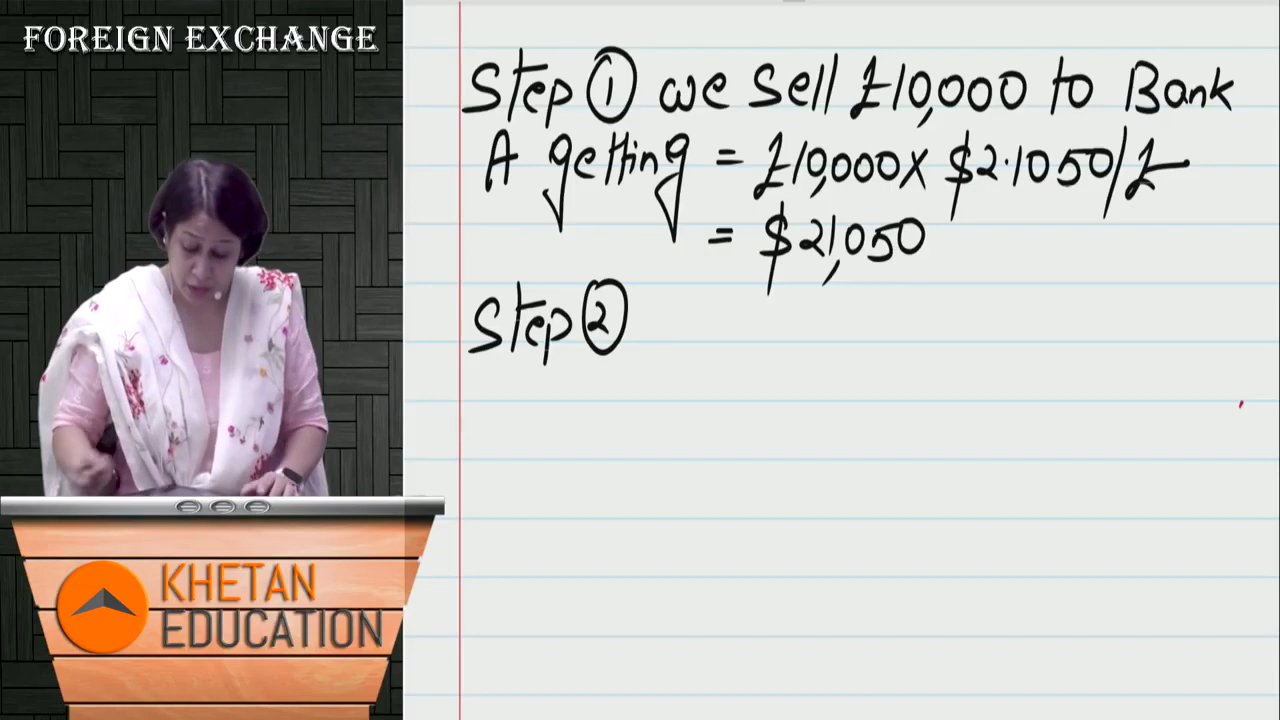 FOREIGN EXCHANGE
Step ① we sell £10,000 to Bank
A getting = £10,000 x $2.1050/£
= $21,050
Step ②
KHETAN
EDUCATION